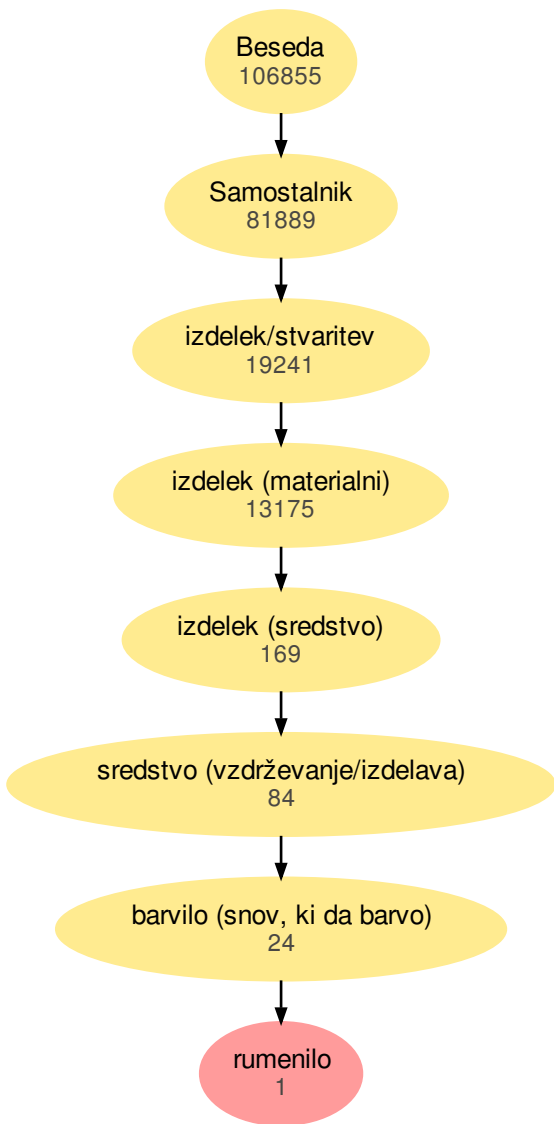 Beseda
106855
Samostalnik
81889
izdelek/stvaritev
19241
izdelek (materialni)
13175
izdelek (sredstvo)
169
sredstvo (vzdrževanje/izdelava)
84
barvilo (snov, ki da barvo)
24
rumenilo
1